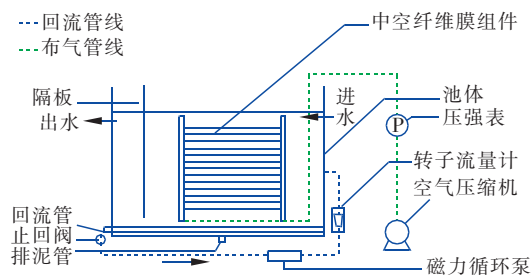 回流管线
布气管线
中空纤维膜组件
隔板
出水
进水
池体
压强表
P
转子流量计
空气压缩机
回流管
止回阀
排泥管
磁力循环泵